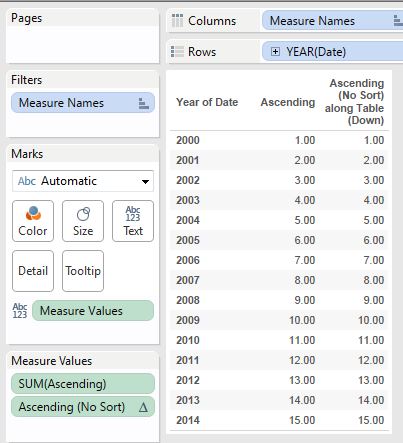 Pages
Columns
Measure Names
Rows
YEAR(Date)
Filters
Measure Names
Marks
Abc Automatic
Color
Size
Abc
123
Text
Detail
Tooltip
Abc
123
Measure Values
Measure Values
SUM(Ascending)
Ascending (No Sort) Δ
Year of Date Ascending Ascending
(No Sort)
along Table
(Down)
2000 1.00 1.00
2001 2.00 2.00
2002 3.00 3.00
2003 4.00 4.00
2004 5.00 5.00
2005 6.00 6.00
2006 7.00 7.00
2007 8.00 8.00
2008 9.00 9.00
2009 10.00 10.00
2010 11.00 11.00
2011 12.00 12.00
2012 13.00 13.00
2013 14.00 14.00
2014 15.00 15.00